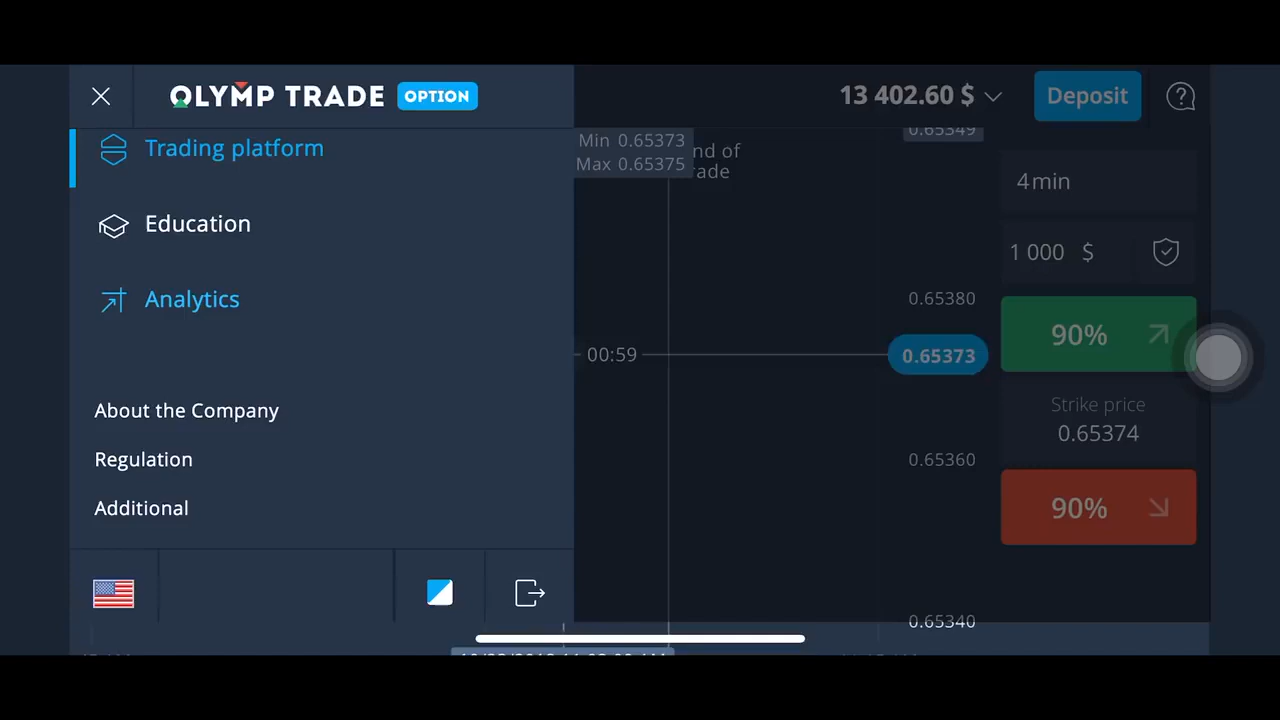 OLYMP TRADE OPTION
13 402.60 $
Deposit
Trading platform
Education
Analytics
About the Company
Regulation
Additional
Min 0.65373
Max 0.65375
nd of
rade
0.65349
00:59
0.65380
0.65373
0.65360
0.65340
4min
1 000 $
90%
Strike price
0.65374
90%